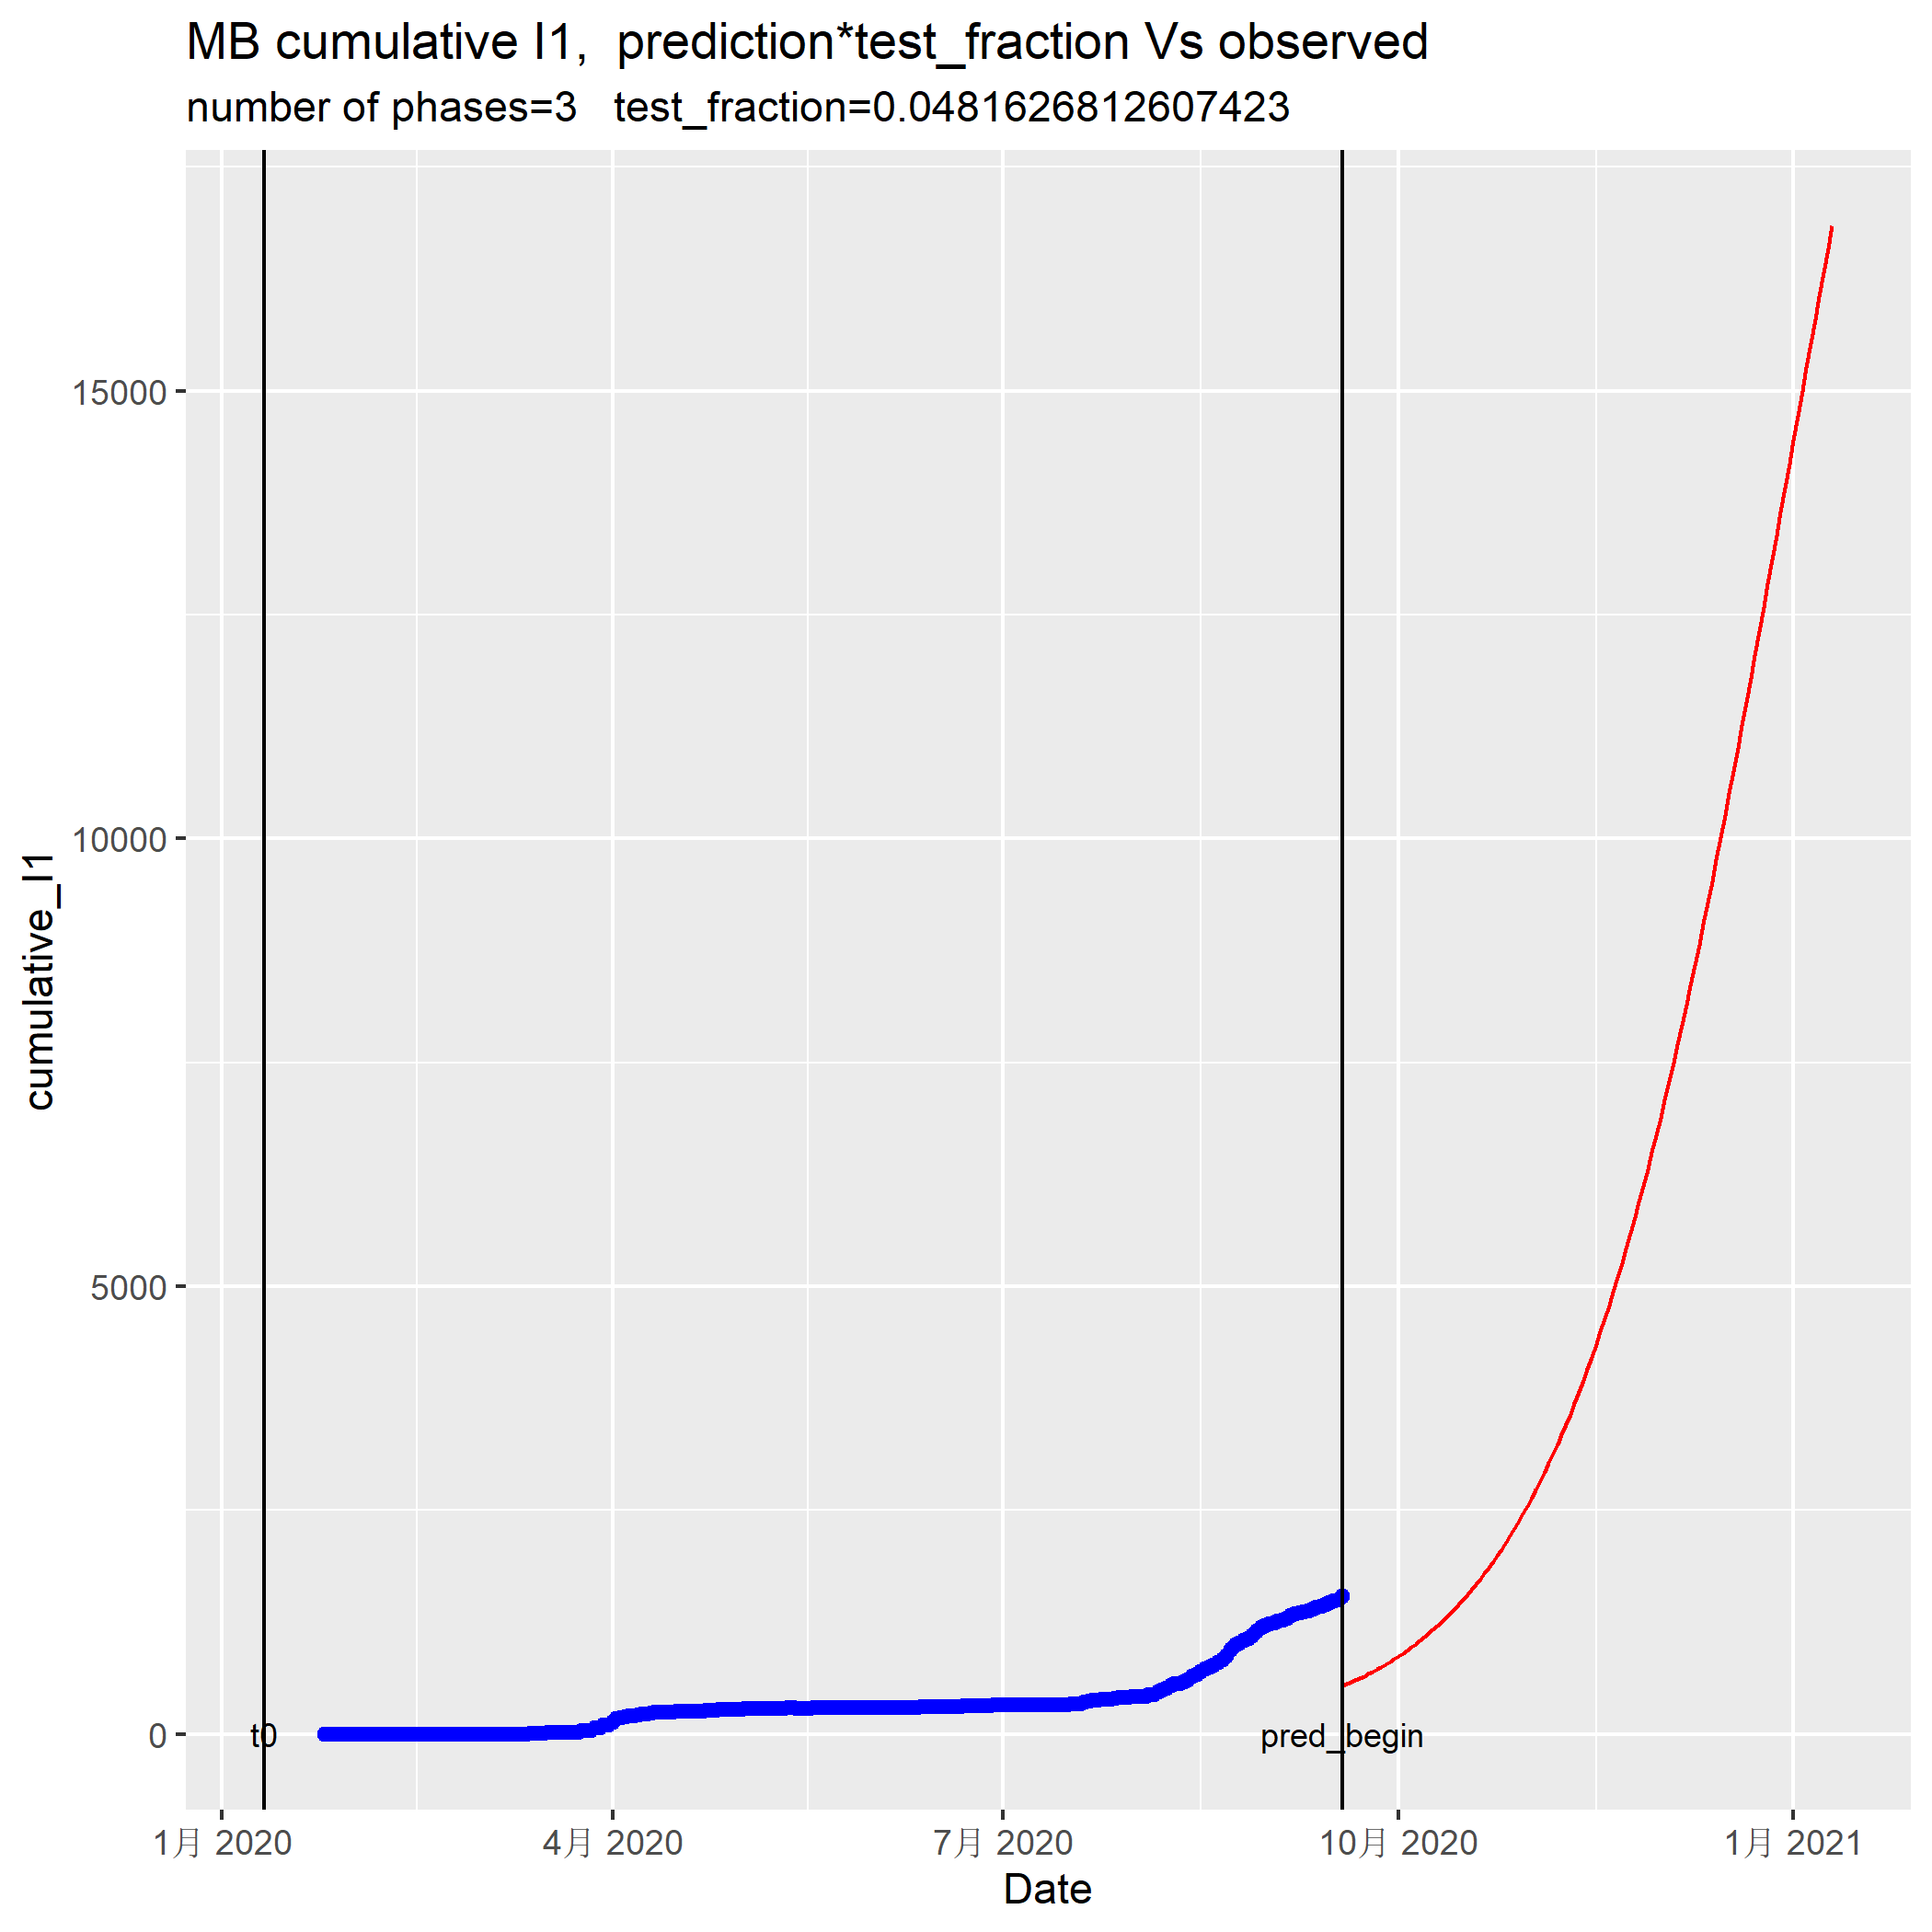 MB cumulative I1,  prediction*test_fraction Vs observed
number of phases=3   test_fraction=0.0481626812607423
cumulative_I1
15000
10000
5000
0
t0
pred_begin
1月 2020
4月 2020
7月 2020
10月 2020
1月 2021
Date